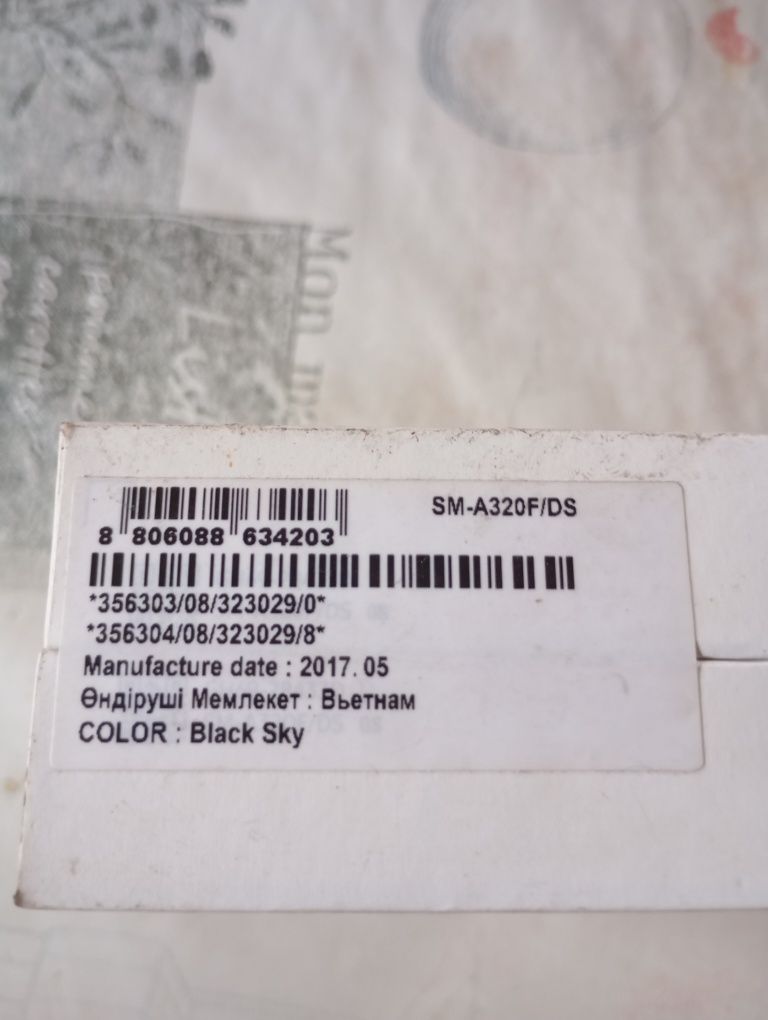 Mon
8 806088 634203
SM-A320F/DS
*356303/08/323029/0*
*356304/08/323029/8*
Manufacture date : 2017. 05
Өндіруші Мемлекет : Вьетнам
COLOR : Black Sky